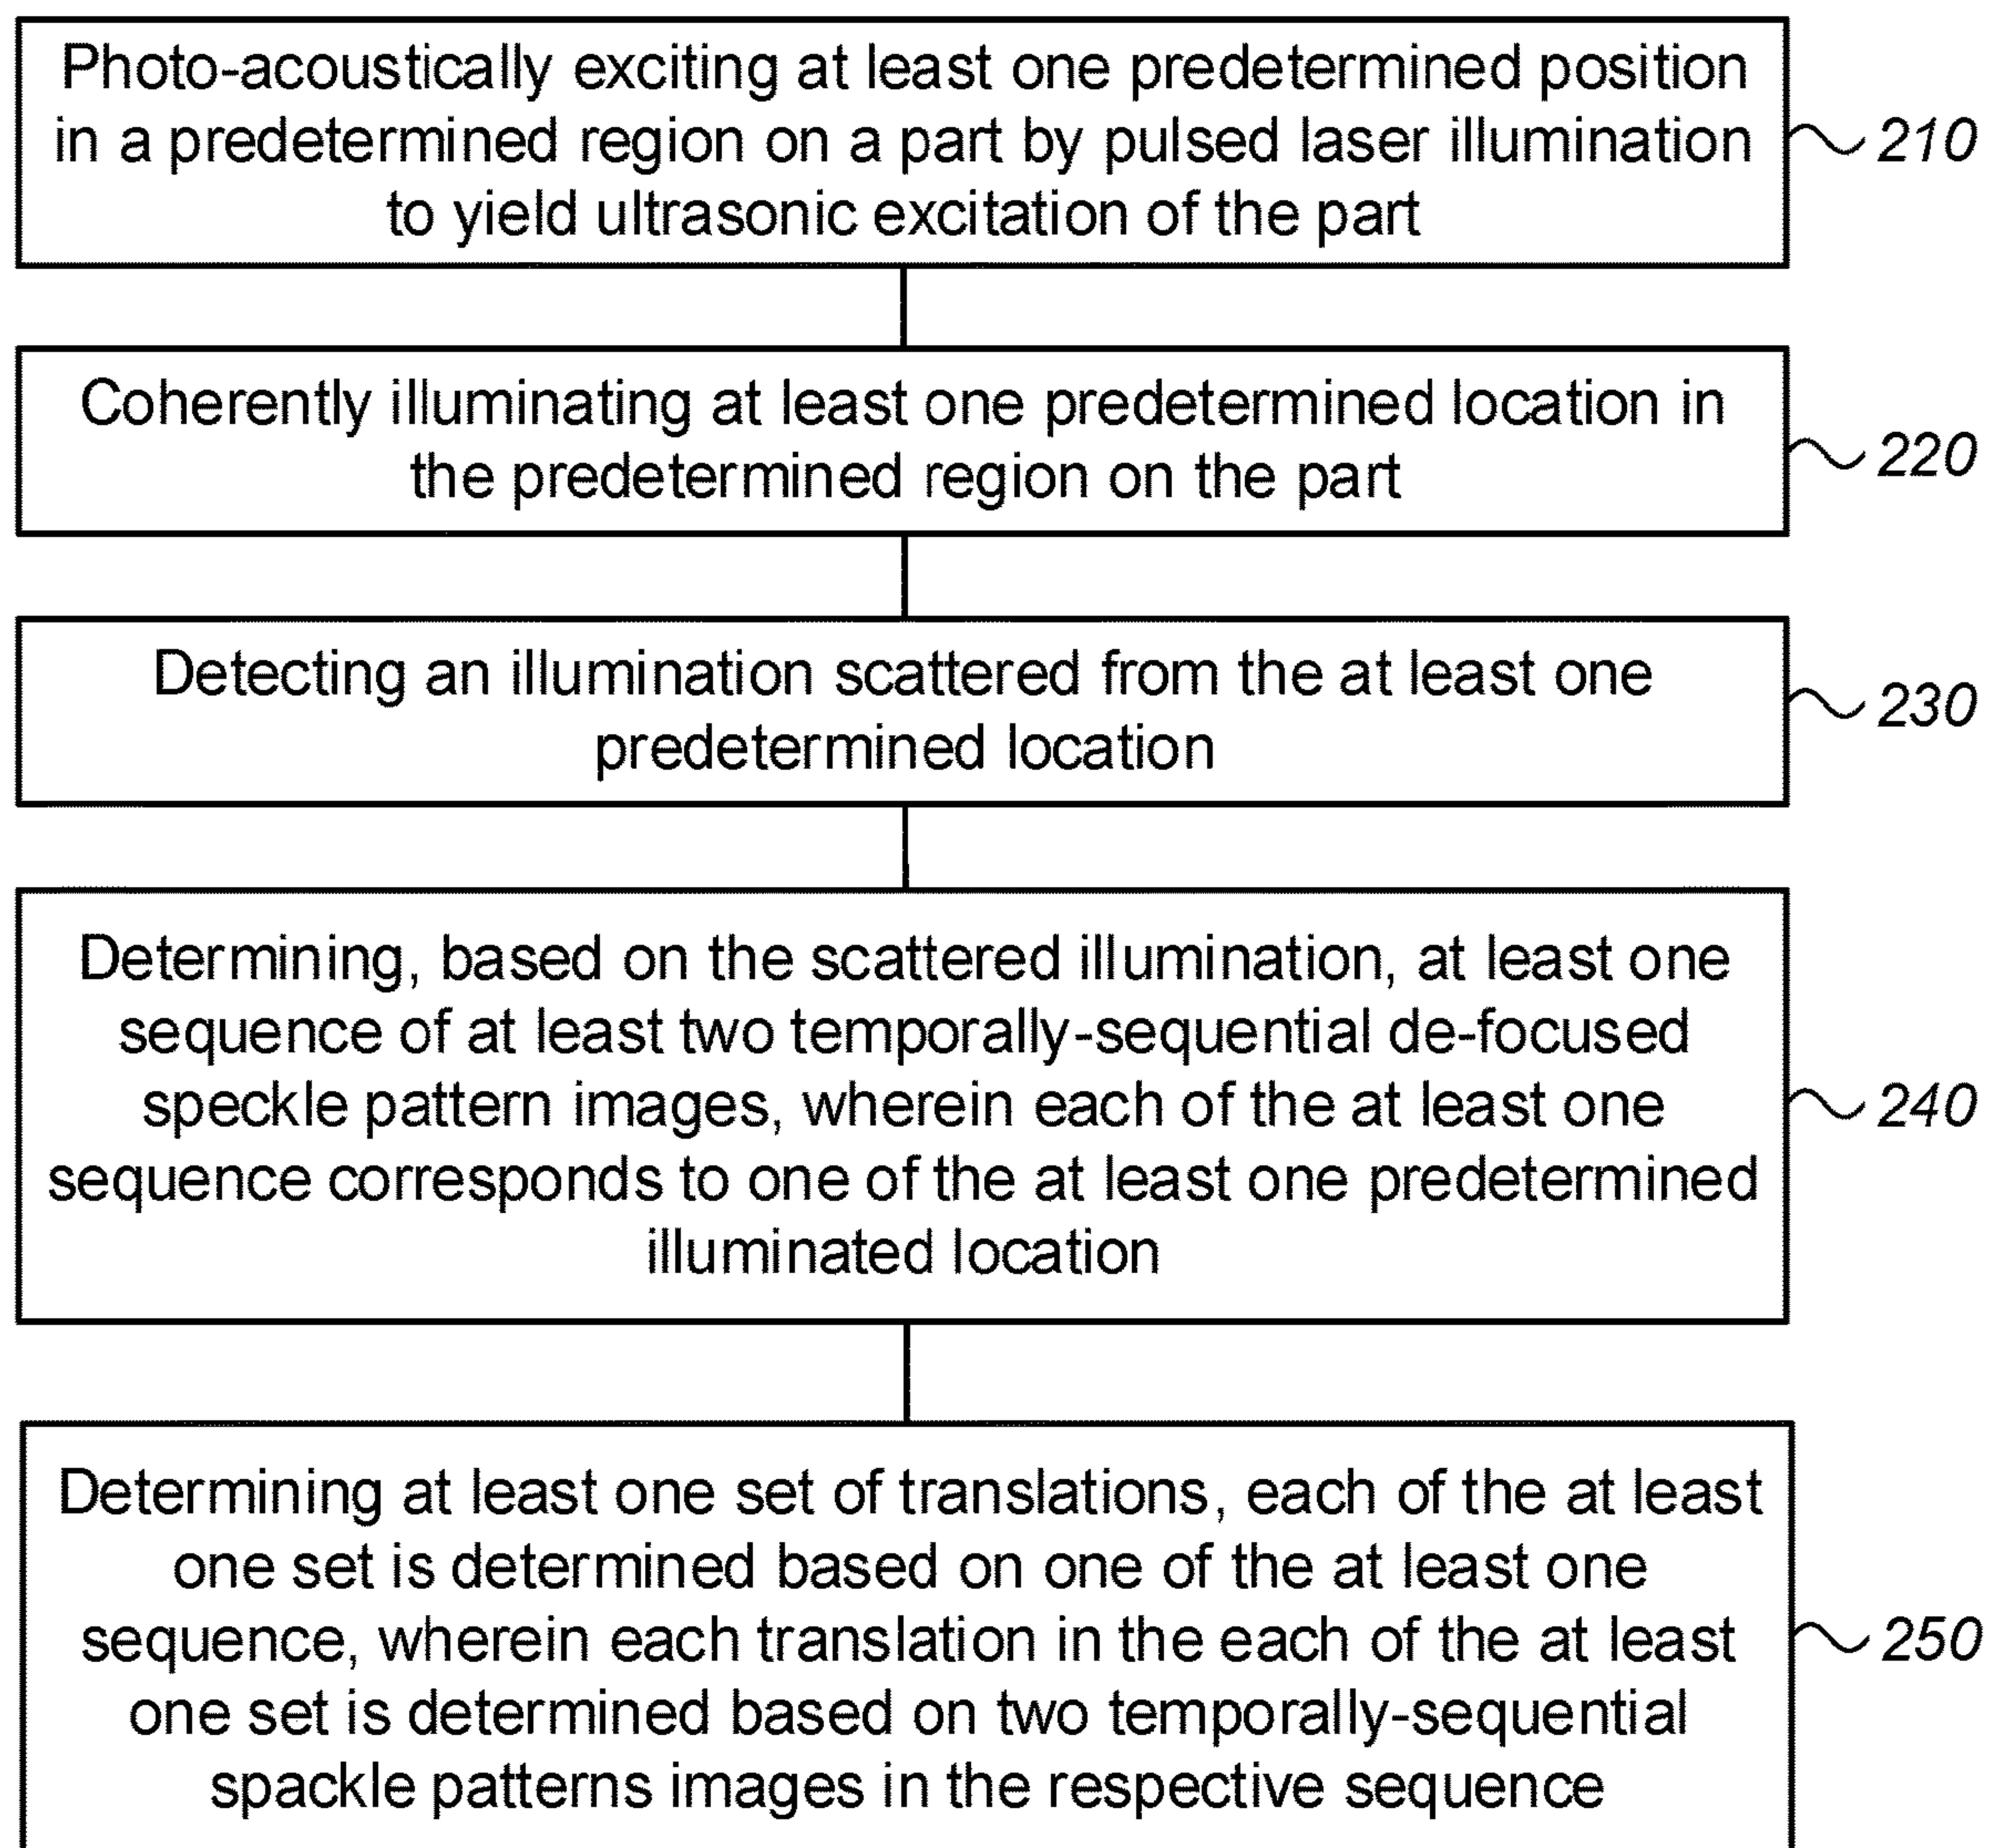 Photo-acoustically exciting at least one predetermined position
in a predetermined region on a part by pulsed laser illumination
to yield ultrasonic excitation of the part
210
Coherently illuminating at least one predetermined location in
the predetermined region on the part
220
Detecting an illumination scattered from the at least one
predetermined location
230
Determining, based on the scattered illumination, at least one
sequence of at least two temporally-sequential de-focused
speckle pattern images, wherein each of the at least one
sequence corresponds to one of the at least one predetermined
illuminated location
240
Determining at least one set of translations, each of the at least
one set is determined based on one of the at least one
sequence, wherein each translation in the each of the at least
one set is determined based on two temporally-sequential
spackle patterns images in the respective sequence
250